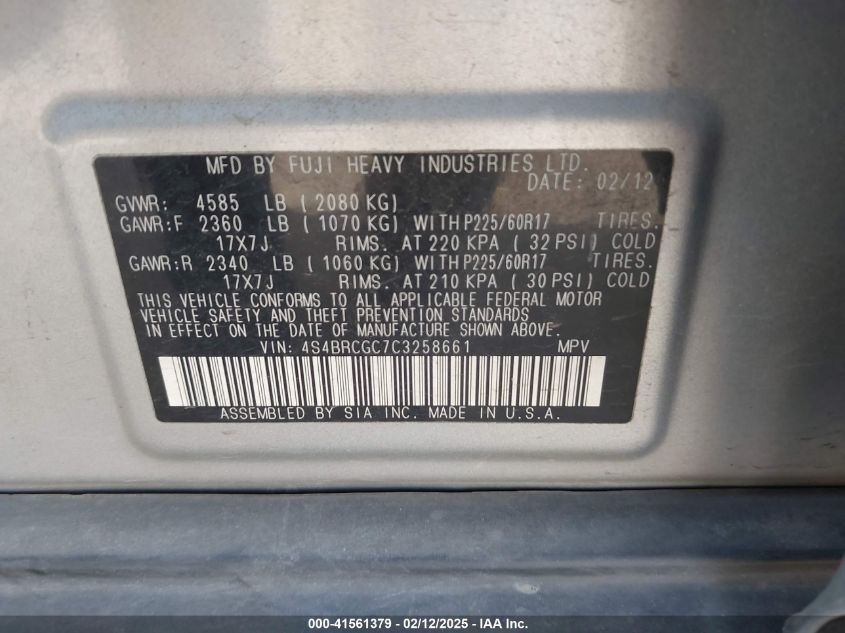 MFD BY FUJI HEAVY INDUSTRIES LTD.
DATE: 02/12
GVWR: 4585 LB ( 2080 KG)
GAWR:F 2360 LB ( 1070 KG) WITH P225/60R17 TIRES.
17X7J RIMS. AT 220 KPA ( 32 PSI) COLD
GAWR:R 2340 LB ( 1060 KG) WITH P225/60R17 TIRES.
17X7J RIMS. AT 210 KPA ( 30 PSI) COLD
THIS VEHICLE CONFORMS TO ALL APPLICABLE FEDERAL MOTOR
VEHICLE SAFETY AND THEFT PREVENTION STANDARDS
IN EFFECT ON THE DATE OF MANUFACTURE SHOWN ABOVE.
VIN: 4S4BRCGC7C3258661 MPV
ASSEMBLED BY SIA INC. MADE IN U.S.A.
000-41561379 - 02/12/2025 - IAA Inc.